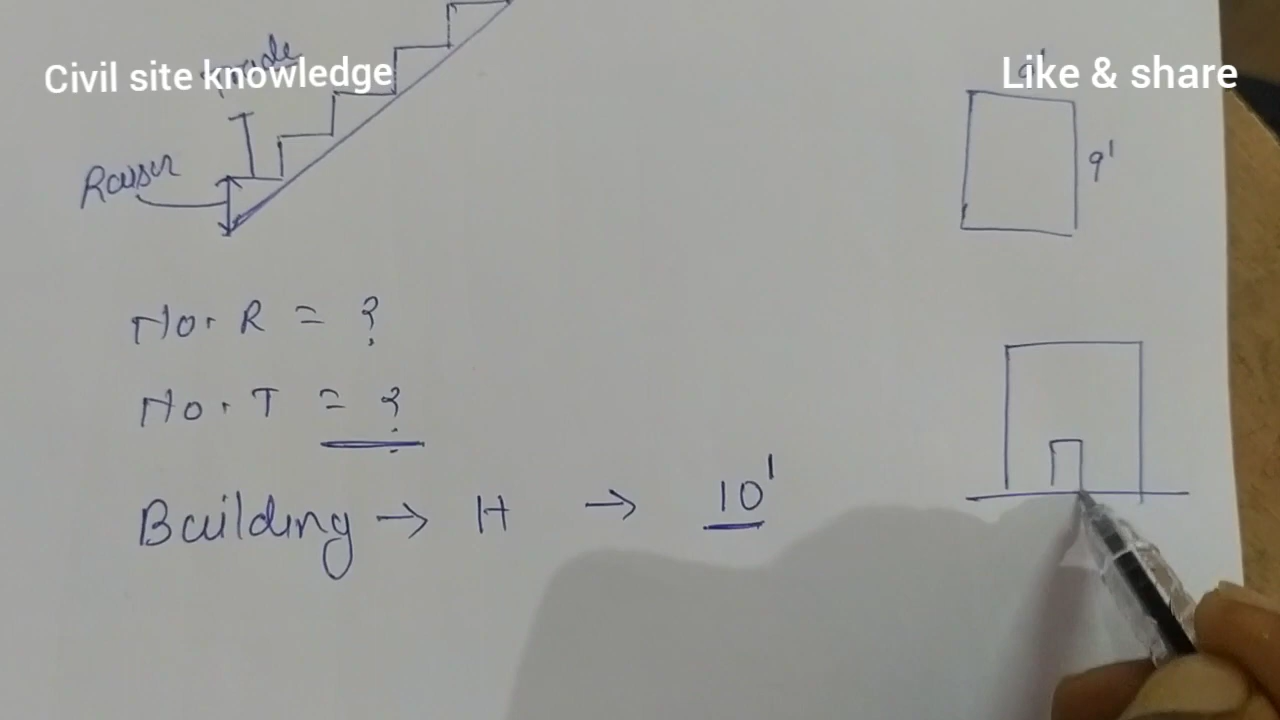 Civil site knowledge
Like & share
9'
Raiser
No. R = ?
No. T = ?
Building → H → 10'